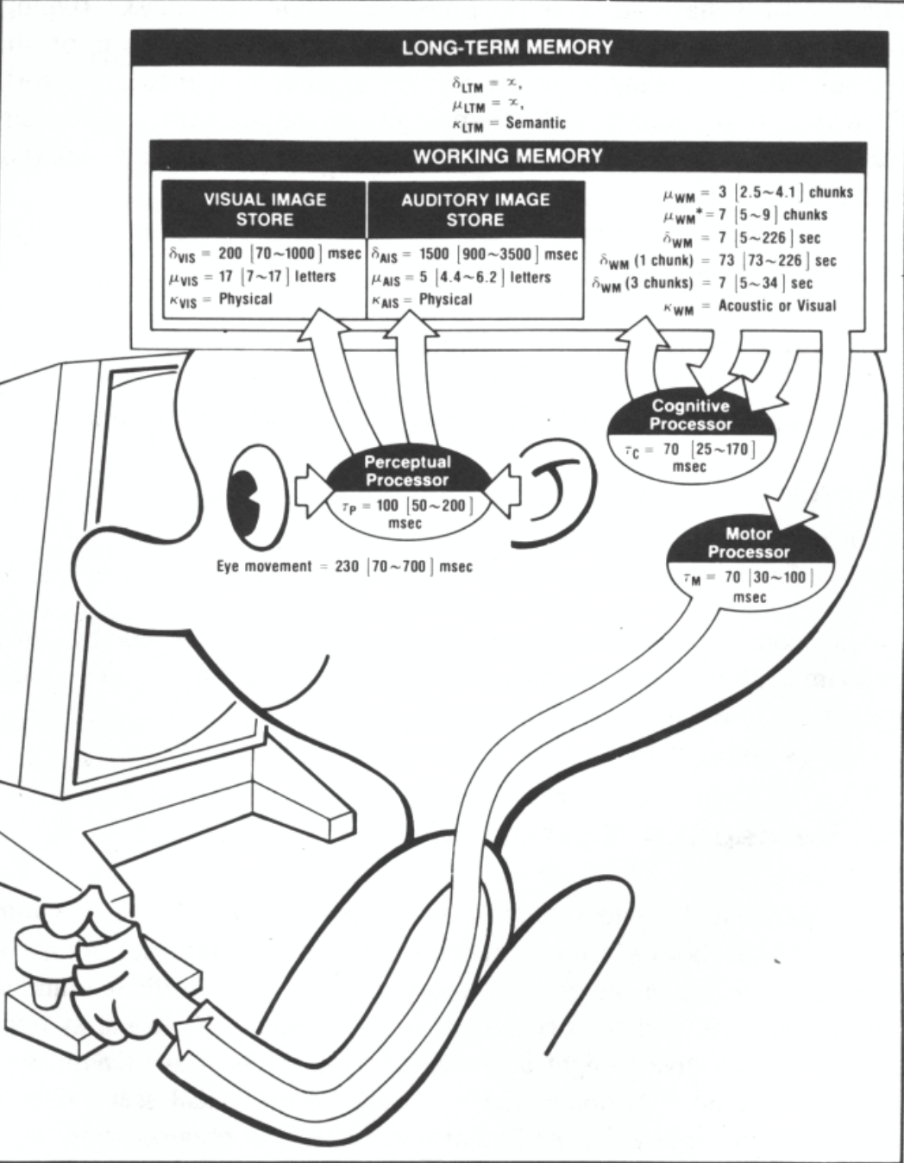 LONG-TERM MEMORY
δLTM = ∝,
μLTM = ∝,
κLTM = Semantic
WORKING MEMORY
VISUAL IMAGE
STORE
δVIS = 200 [70~1000] msec
μVIS = 17 [7~17] letters
κVIS = Physical
AUDITORY IMAGE
STORE
δAIS = 1500 [900~3500] msec
μAIS = 5 [4.4~6.2] letters
κAIS = Physical
μWM = 3 [2.5~4.1] chunks
μWM* = 7 [5~9] chunks
δWM = 7 [5~226] sec
δWM (1 chunk) = 73 [73~226] sec
δWM (3 chunks) = 7 [5~34] sec
κWM = Acoustic or Visual
Cognitive
Processor
τC = 70 [25~170]
msec
Perceptual
Processor
τP = 100 [50~200]
msec
Eye movement = 230 [70~700] msec
Motor
Processor
τM = 70 [30~100]
msec